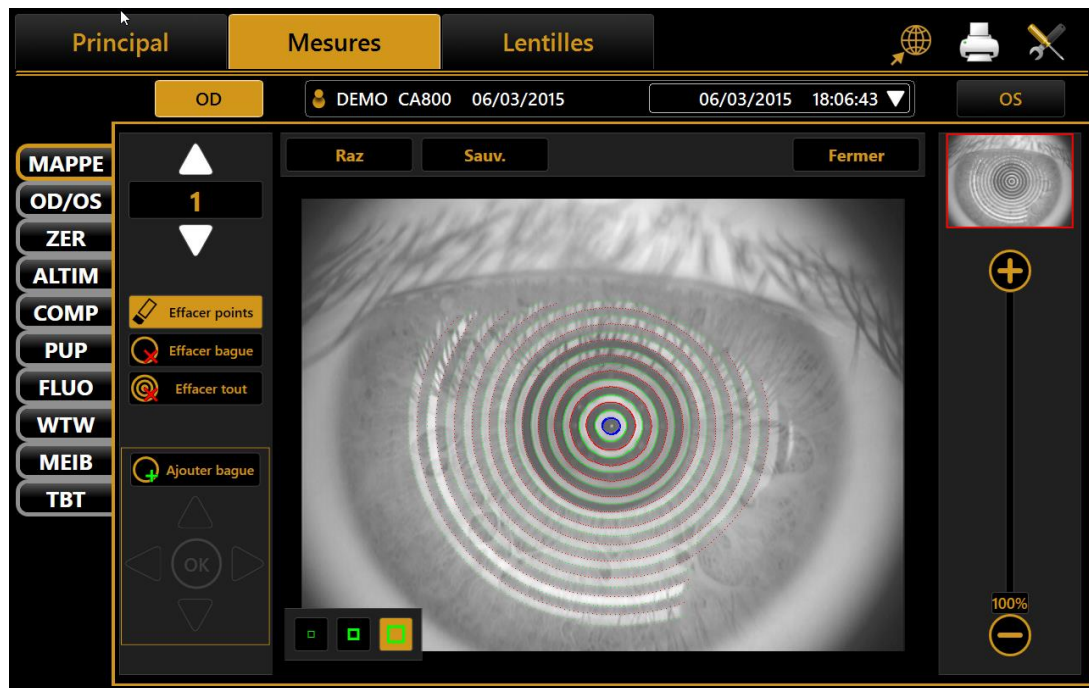 Principal Mesures Lentilles
OD DEMO CA800 06/03/2015 06/03/2015 18:06:43 OS
MAPPE
OD/OS
ZER
ALTIM
COMP
PUP
FLUO
WTW
MEIB
TBT
1
Effacer points
Effacer bague
Effacer tout
Ajouter bague
OK
Raz Sauv. Fermer
100%